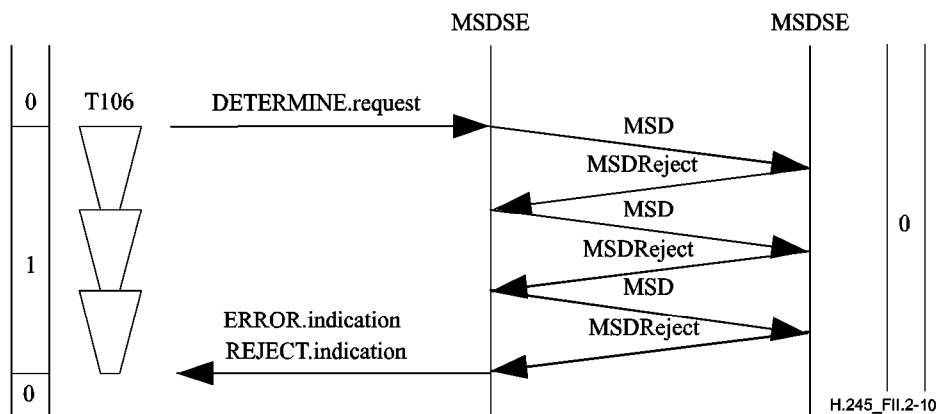 MSDSE MSDSE
0 T106 DETERMINE.request MSD
MSDReject
MSD
0
1 MSDReject
MSD
ERROR.indication MSDReject
REJECT.indication
0
H.245_FII.2-10